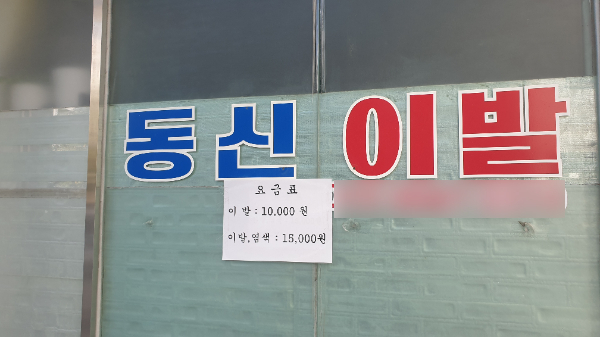 동신 이발
요금표
이발 : 10,000 원
이발,염색 : 15,000원